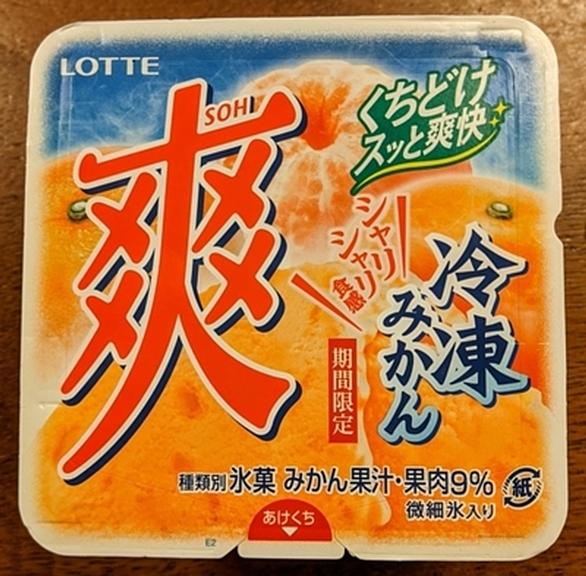 LOTTE
SOH
爽
くちどけ
スッと爽快
シャリ
シャリ
食感
冷凍
みかん
期間限定
種類別 氷菓 みかん果汁・果肉9%
微細氷入り
紙
あけくち
E2